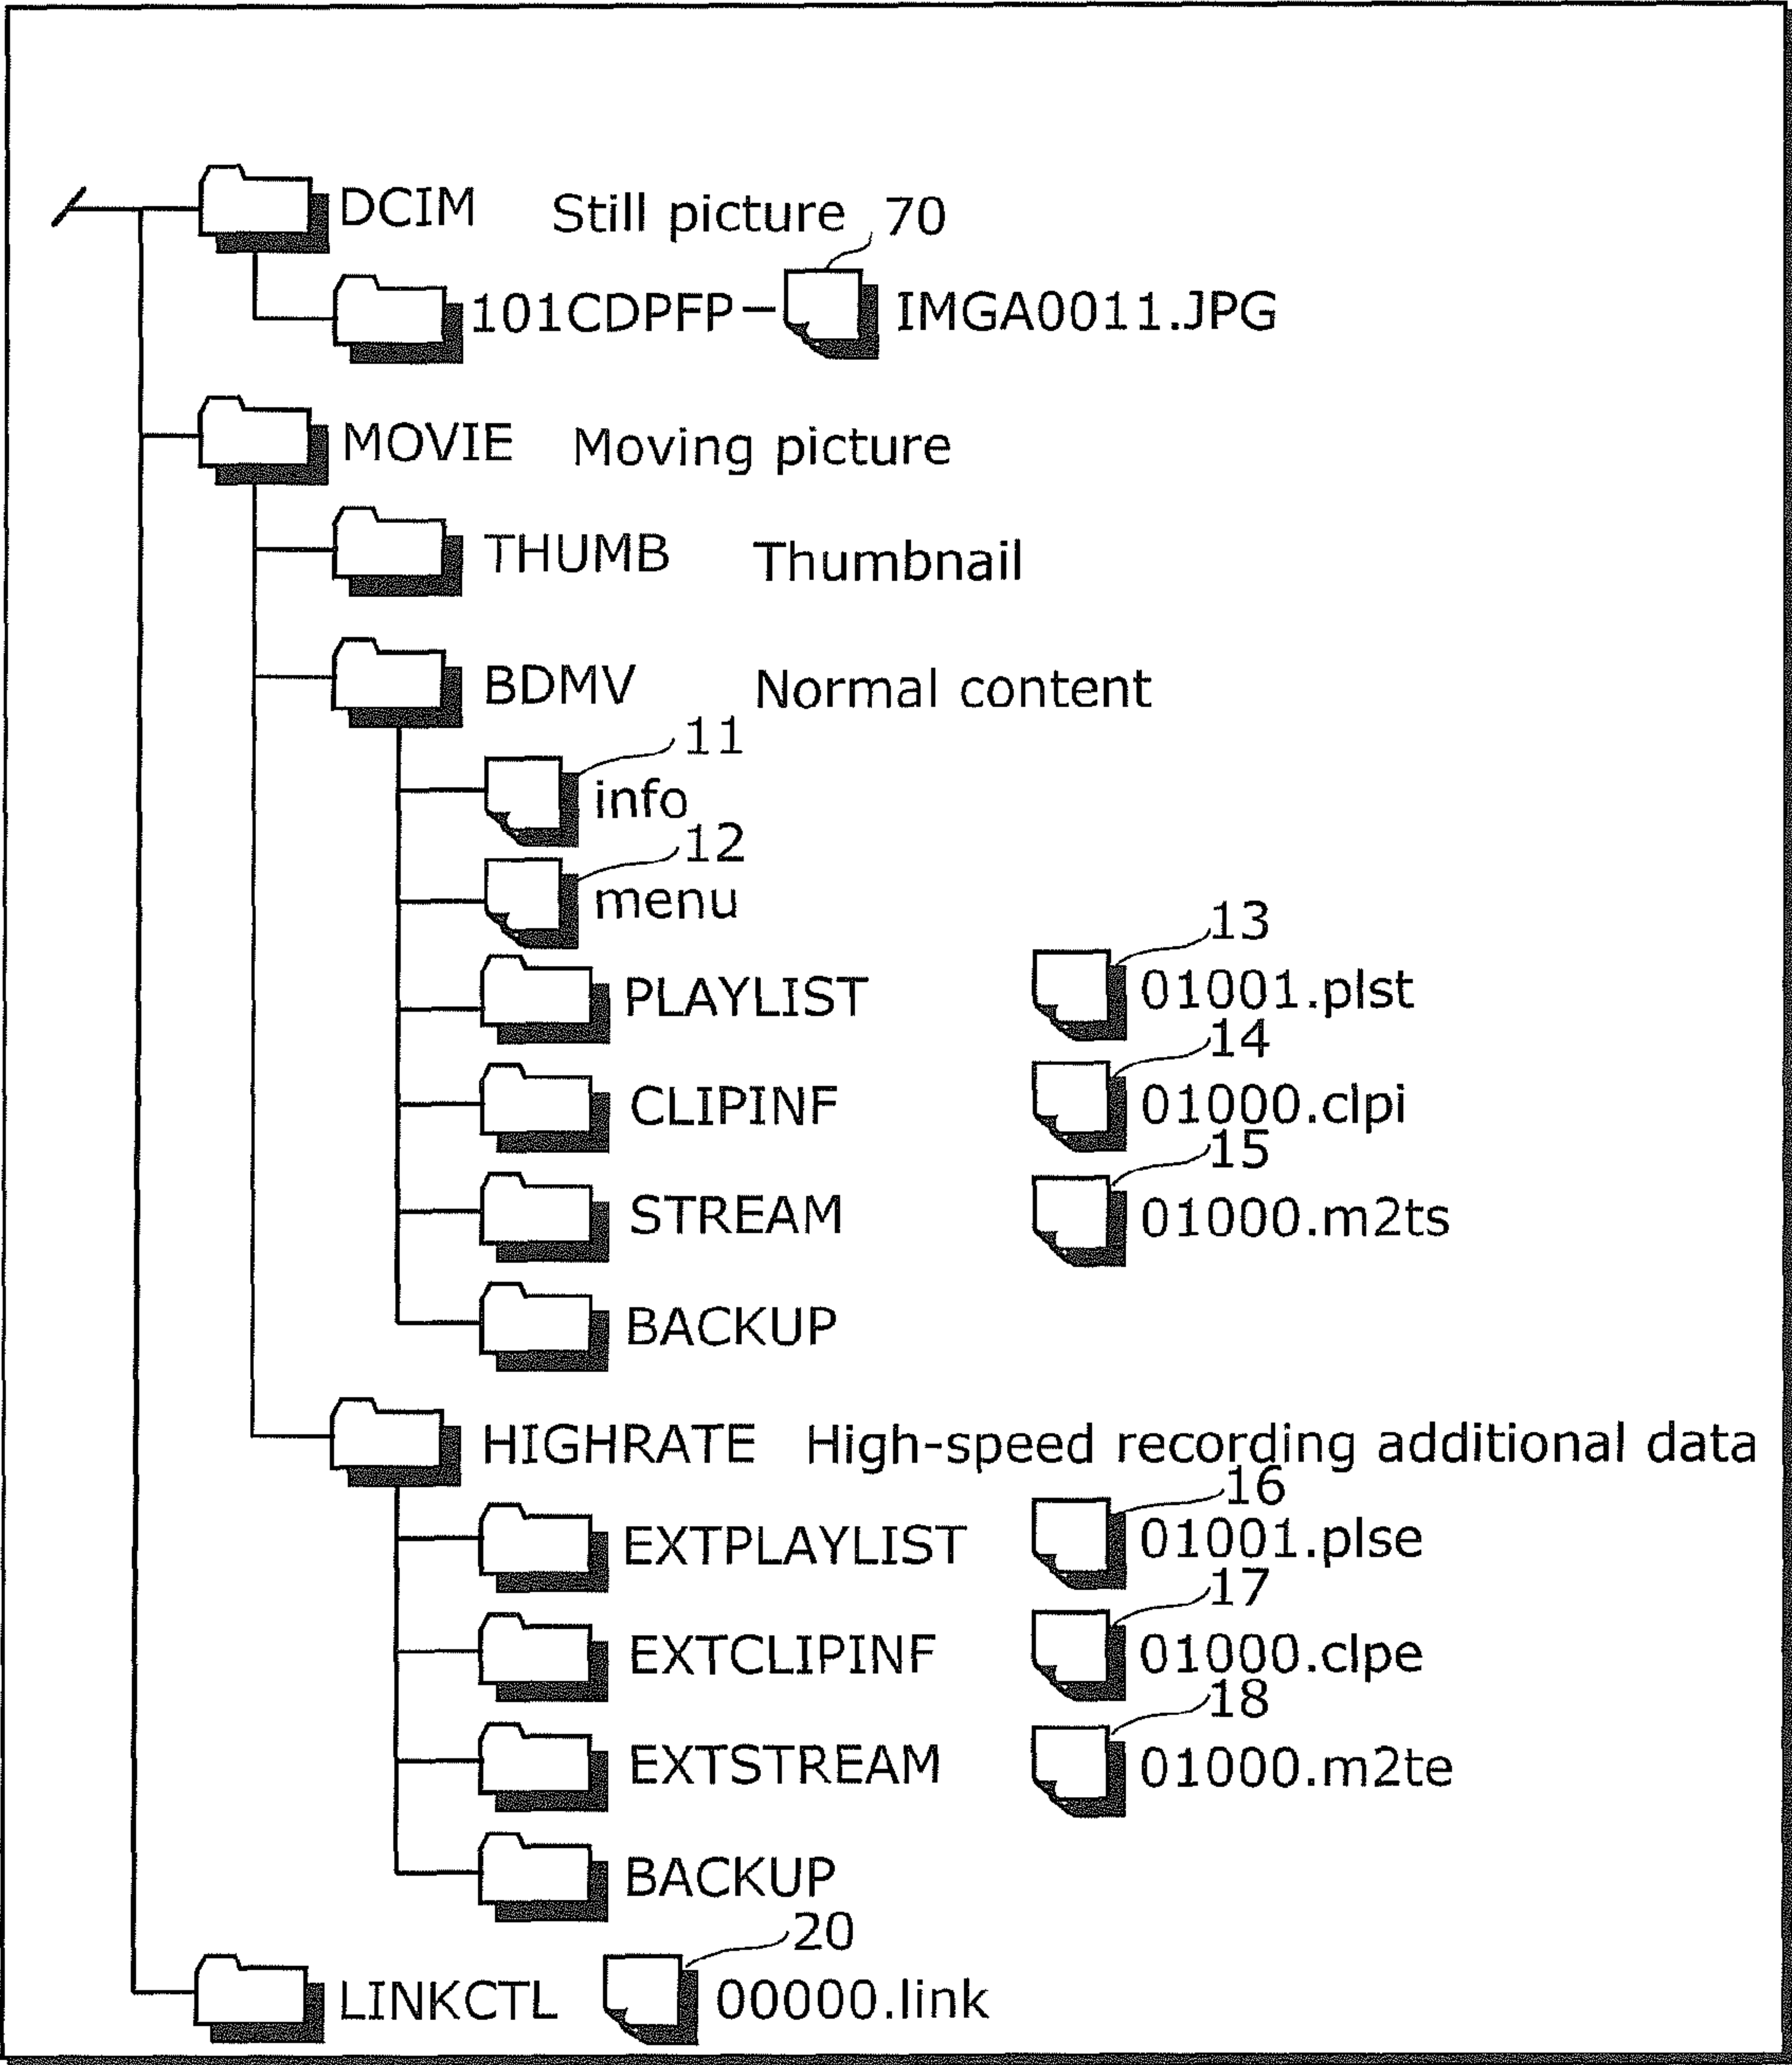 DCIM Still picture 70
101CDPFP IMGA0011.JPG
MOVIE Moving picture
THUMB Thumbnail
BDMV Normal content
11
info
12
menu
13
PLAYLIST 01001.plst
14
CLIPINF 01000.clpi
15
STREAM 01000.m2ts
BACKUP
HIGHRATE High-speed recording additional data
16
EXTPLAYLIST 01001.plse
17
EXTCLIPINF 01000.clpe
18
EXTSTREAM 01000.m2te
BACKUP
20
LINKCTL 00000.link